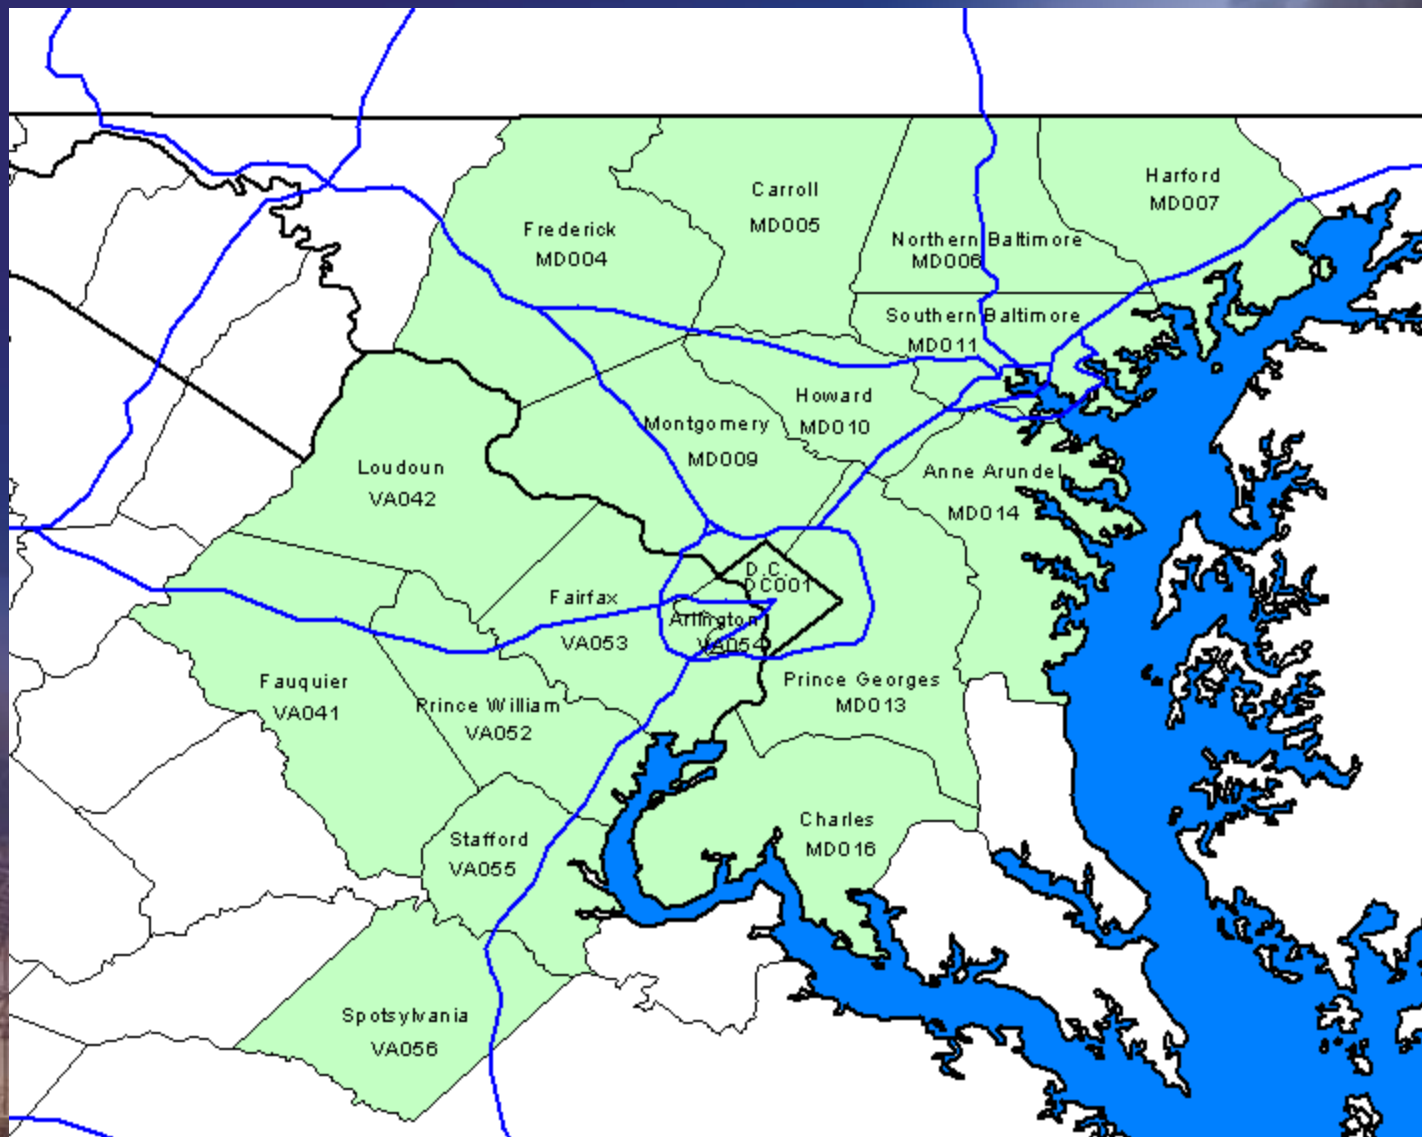 Harford
MD007
Carroll
MD005
Frederick
MD004
Northern Baltimore
MD006
Southern Baltimore
MD011
Howard
MD010
Montgomery
MD009
Loudoun
VA042
Anne Arundel
MD014
D.C.
DC001
Fairfax
VA053
Arlington
VA054
Fauquier
VA041
Prince William
VA052
Prince Georges
MD013
Charles
MD016
Stafford
VA055
Spotsylvania
VA056